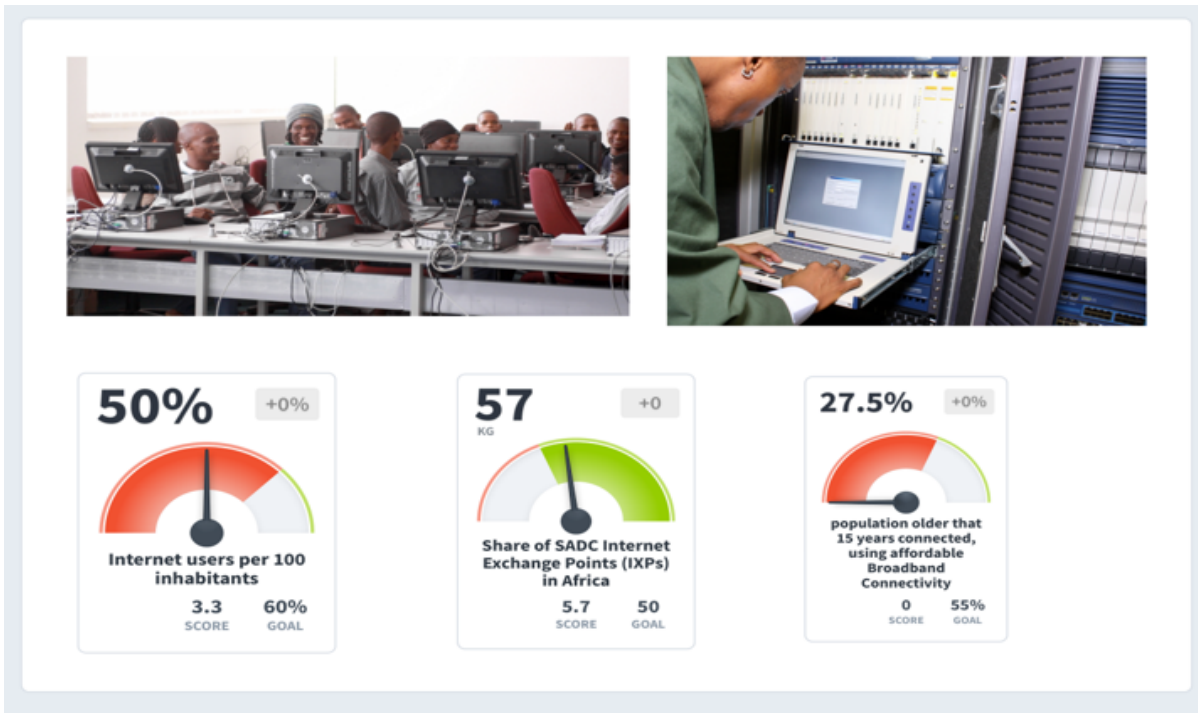 50%
+0%
Internet users per 100
inhabitants
3.3
60%
SCORE
GOAL
57
+0
KG
Share of SADC Internet
Exchange Points (IXPs)
in Africa
5.7
50
SCORE
GOAL
27.5%
+0%
population older that
15 years connected,
using affordable
Broadband
Connectivity
0
55%
SCORE
GOAL